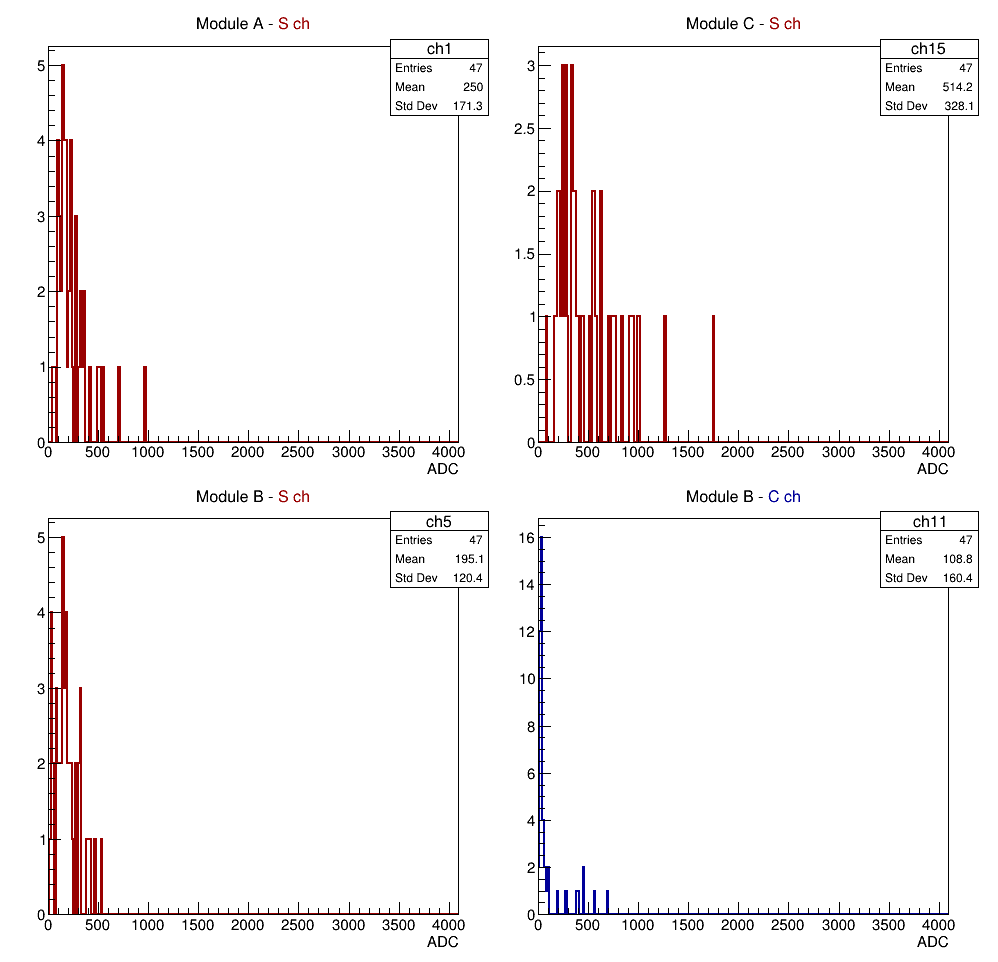 Module A - S ch
ch1
Entries 47
Mean 250
Std Dev 171.3
5
4
3
2
1
0
0 500 1000 1500 2000 2500 3000 3500 4000
ADC
Module C - S ch
ch15
Entries 47
Mean 514.2
Std Dev 328.1
3
2.5
2
1.5
1
0.5
0
0 500 1000 1500 2000 2500 3000 3500 4000
ADC
Module B - S ch
ch5
Entries 47
Mean 195.1
Std Dev 120.4
5
4
3
2
1
0
0 500 1000 1500 2000 2500 3000 3500 4000
ADC
Module B - C ch
ch11
Entries 47
Mean 108.8
Std Dev 160.4
16
14
12
10
8
6
4
2
0
0 500 1000 1500 2000 2500 3000 3500 4000
ADC